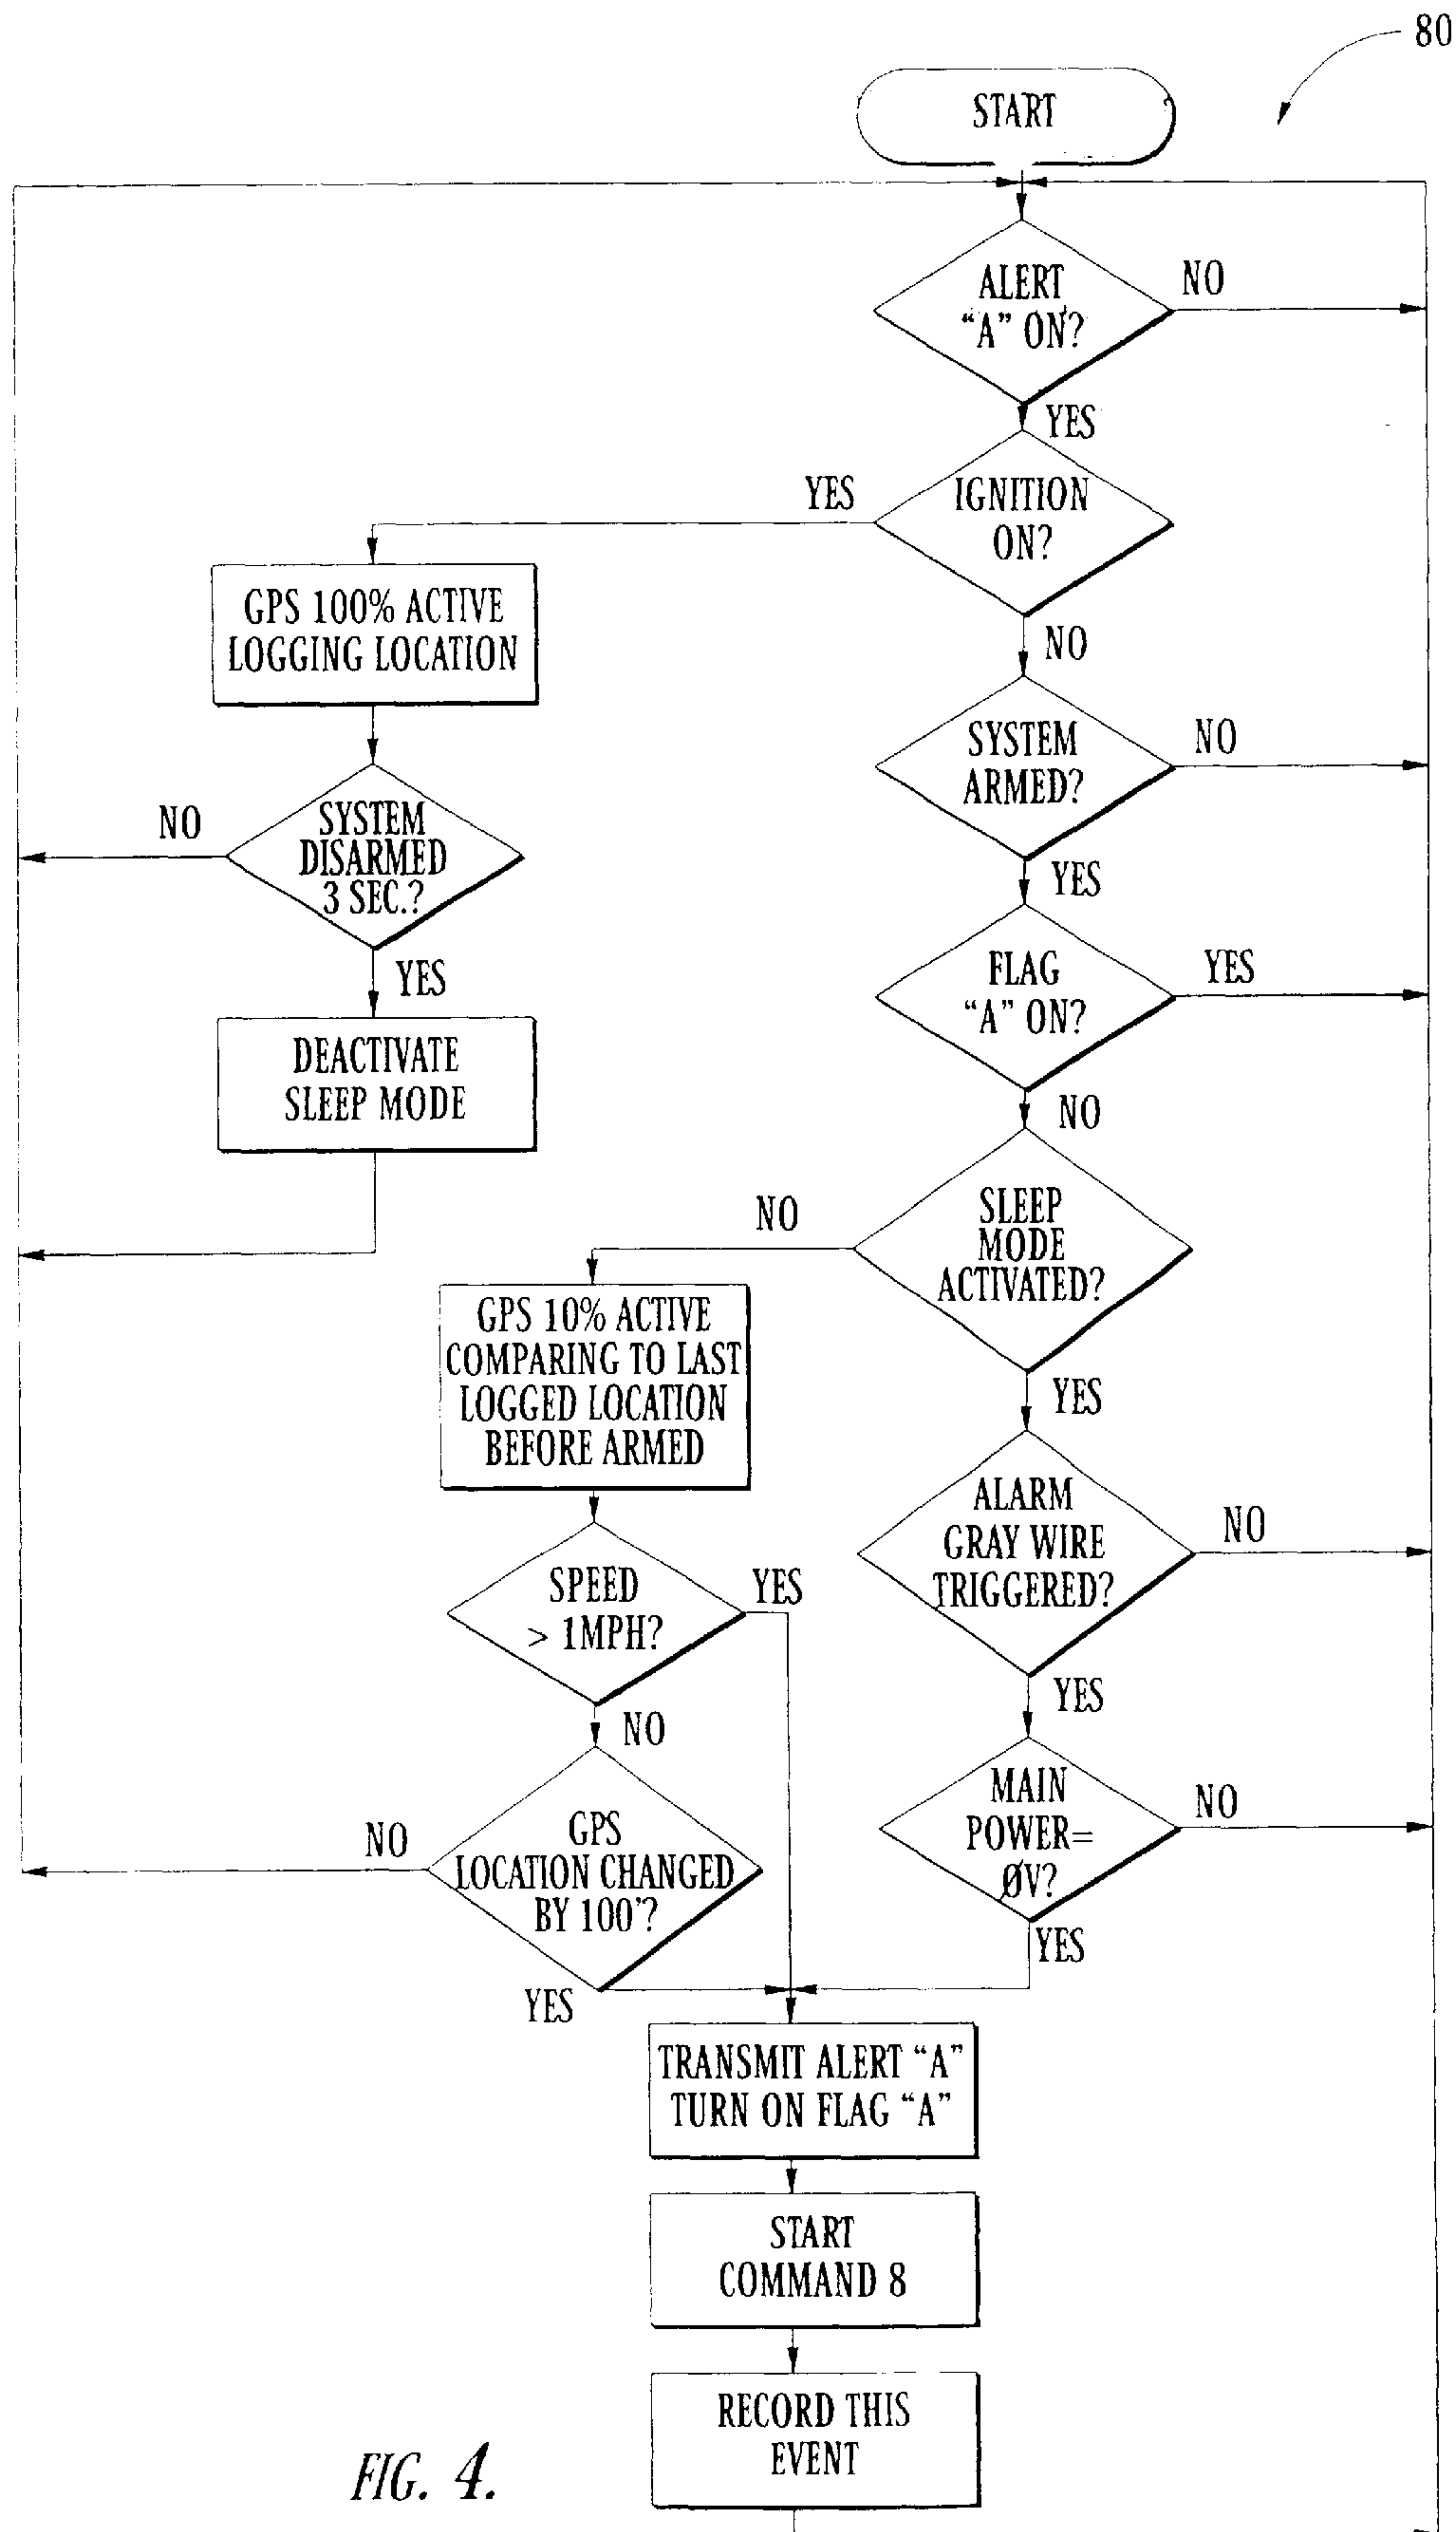 80
START
ALERT
“A” ON?
NO
YES
IGNITION
ON?
YES
NO
GPS 100% ACTIVE
LOGGING LOCATION
SYSTEM
ARMED?
NO
YES
SYSTEM
DISARMED
3 SEC.?
NO
YES
FLAG
“A” ON?
YES
NO
DEACTIVATE
SLEEP MODE
SLEEP
MODE
ACTIVATED?
NO
YES
GPS 10% ACTIVE
COMPARING TO LAST
LOGGED LOCATION
BEFORE ARMED
ALARM
GRAY WIRE
TRIGGERED?
NO
YES
SPEED
> 1MPH?
YES
NO
MAIN
POWER=
ØV?
NO
YES
GPS
LOCATION CHANGED
BY 100'?
NO
YES
TRANSMIT ALERT “A”
TURN ON FLAG “A”
START
COMMAND 8
RECORD THIS
EVENT
FIG. 4.